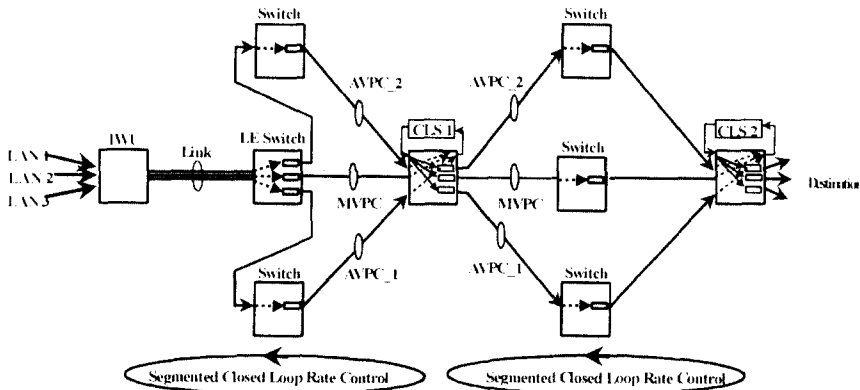 Switch
Switch
AVPC_2
AVPC_2
CLS 1
CLS 2
IWU
LE Switch
Link
LAN 1
LAN 2
LAN 3
Switch
MVPC
MVPC
Destination
AVPC_1
AVPC_1
Switch
Switch
Segmented Closed Loop Rate Control
Segmented Closed Loop Rate Control